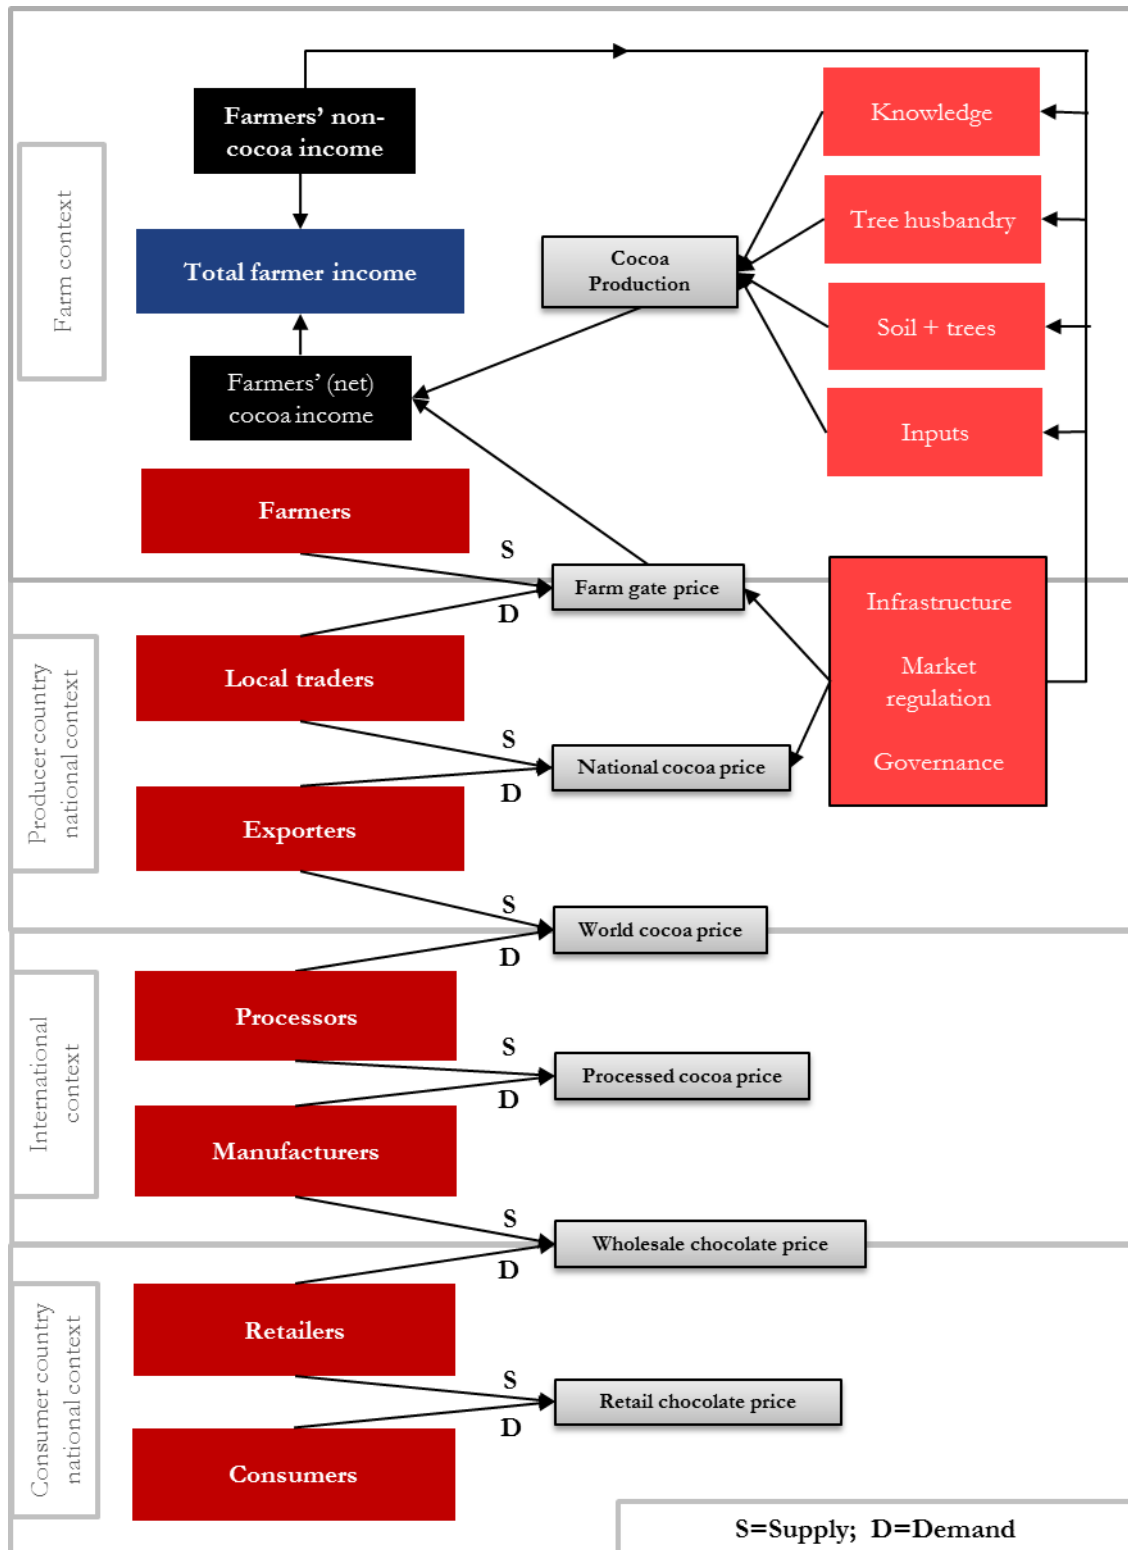 Farm context
Farmers’ non-
cocoa income
Knowledge
Tree husbandry
Total farmer income
Cocoa
Production
Soil + trees
Farmers’ (net)
cocoa income
Inputs
Farmers
S
Farm gate price
D
Infrastructure
Market
regulation
Governance
Producer country
national context
Local traders
S
National cocoa price
D
Exporters
S
World cocoa price
D
International
context
Processors
S
Processed cocoa price
D
Manufacturers
S
Wholesale chocolate price
D
Consumer country
national context
Retailers
S
Retail chocolate price
D
Consumers
S=Supply; D=Demand